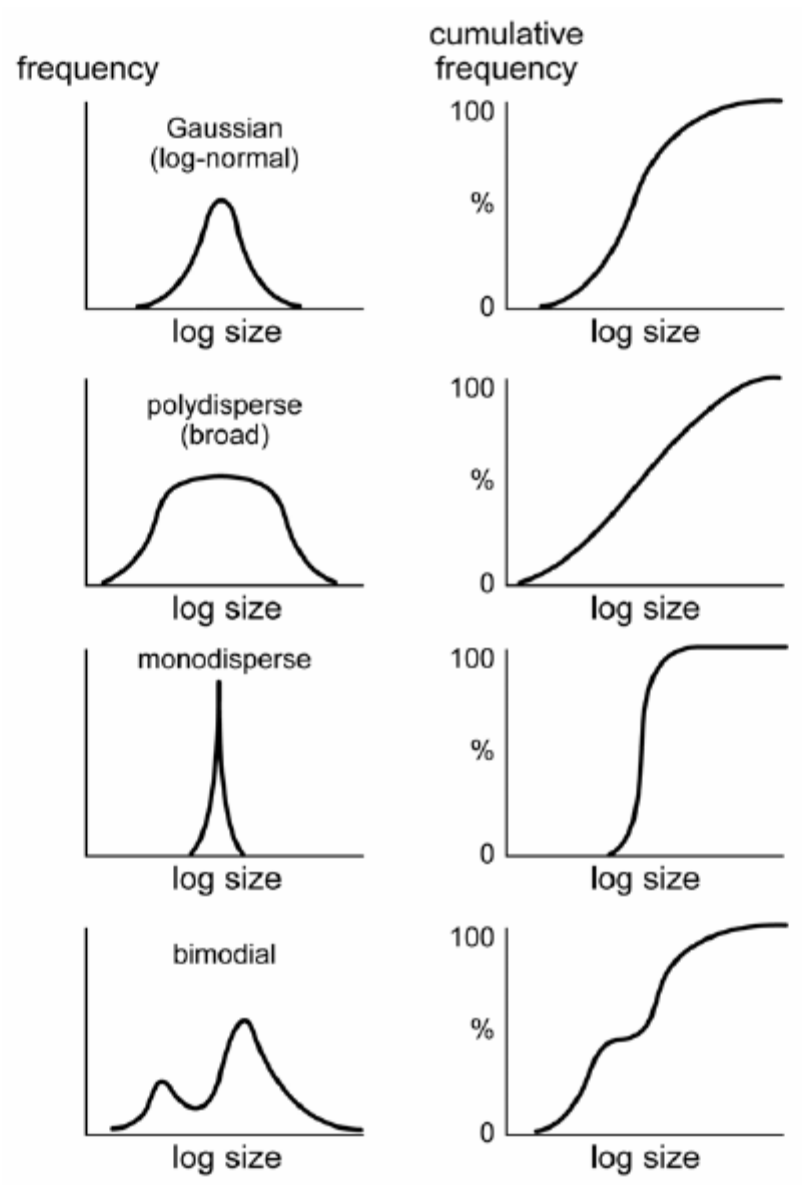 frequency
cumulative
frequency
Gaussian
(log-normal)
log size
100
%
0
log size
polydisperse
(broad)
log size
100
%
0
log size
monodisperse
log size
100
%
0
log size
bimodial
log size
100
%
0
log size